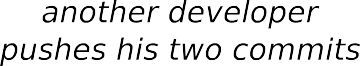 another developer
pushes his two commits